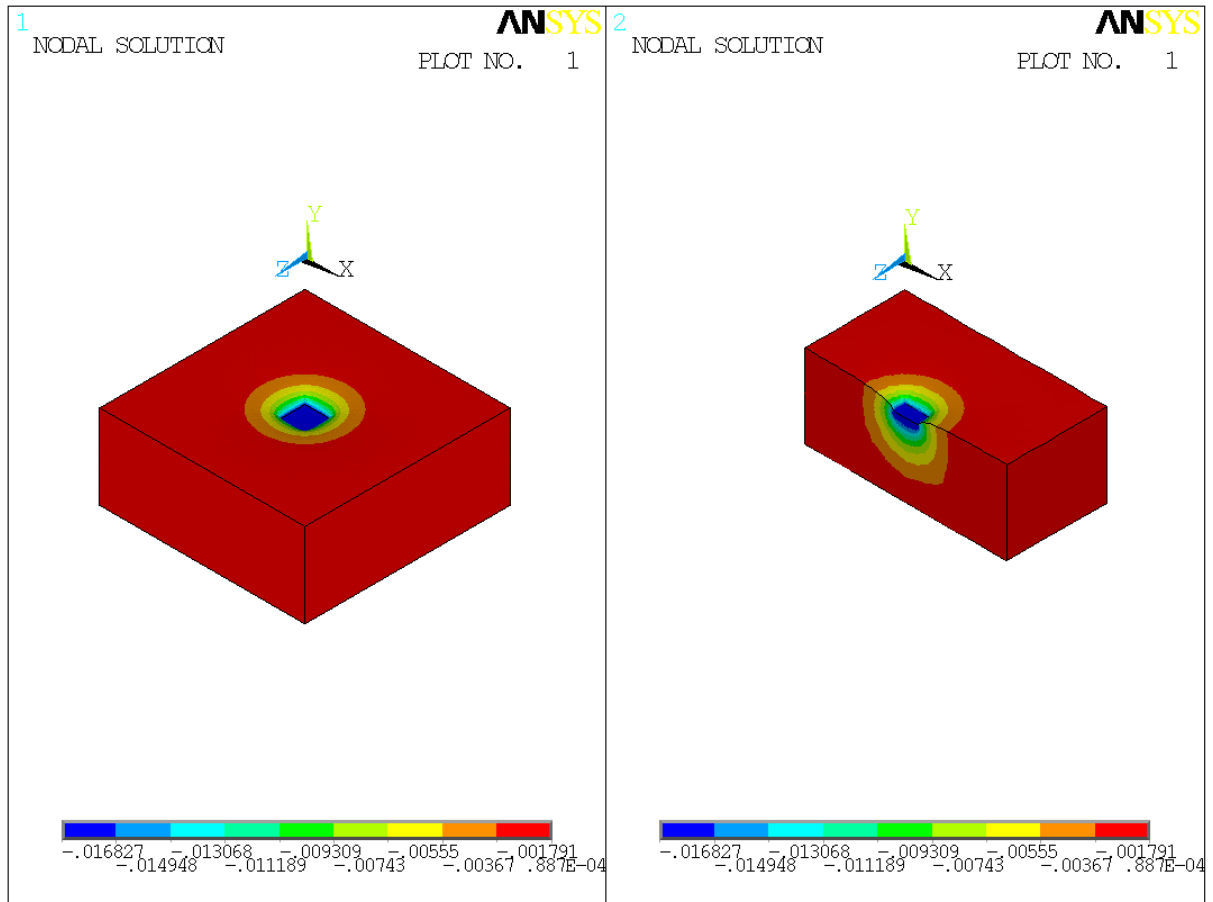 1
ANSYS
NODAL SOLUTION
PLOT NO. 1
Y
Z
X
-.016827 -.013068 -.009309 -.00555 -.001791
-.014948 -.011189 -.00743 -.00367 .887E-04
2
ANSYS
NODAL SOLUTION
PLOT NO. 1
Y
Z
X
-.016827 -.013068 -.009309 -.00555 -.001791
-.014948 -.011189 -.00743 -.00367 .887E-04